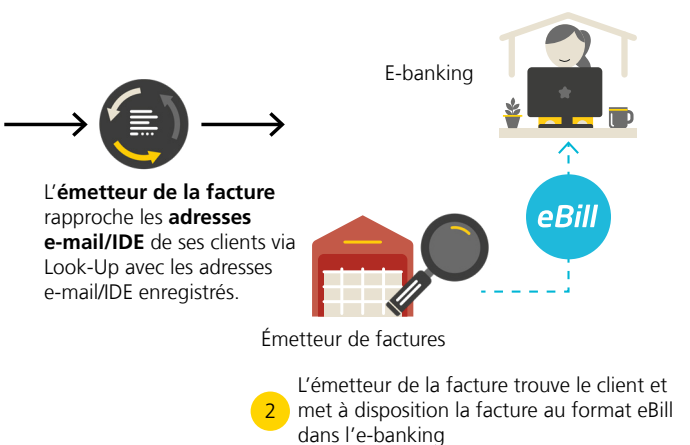 E-banking
L'émetteur de la facture
rapproche les adresses
e-mail/IDE de ses clients via
Look-Up avec les adresses
e-mail/IDE enregistrés.
eBill
Émetteur de factures
2
L'émetteur de la facture trouve le client et
met à disposition la facture au format eBill
dans l'e-banking